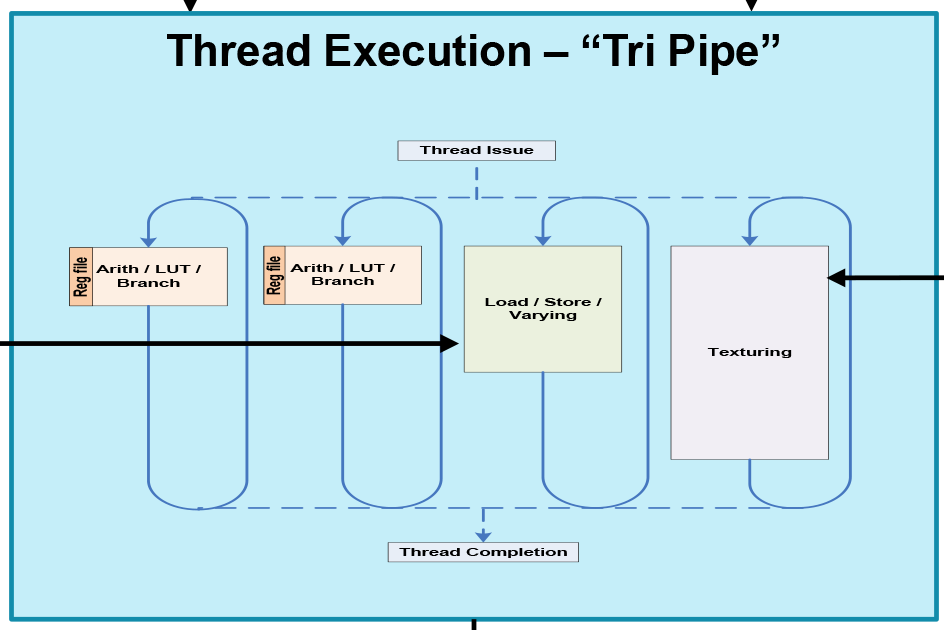 Thread Execution – “Tri Pipe”
Thread Issue
Reg file
Arith / LUT /
Branch
Reg file
Arith / LUT /
Branch
Load / Store /
Varying
Texturing
Thread Completion